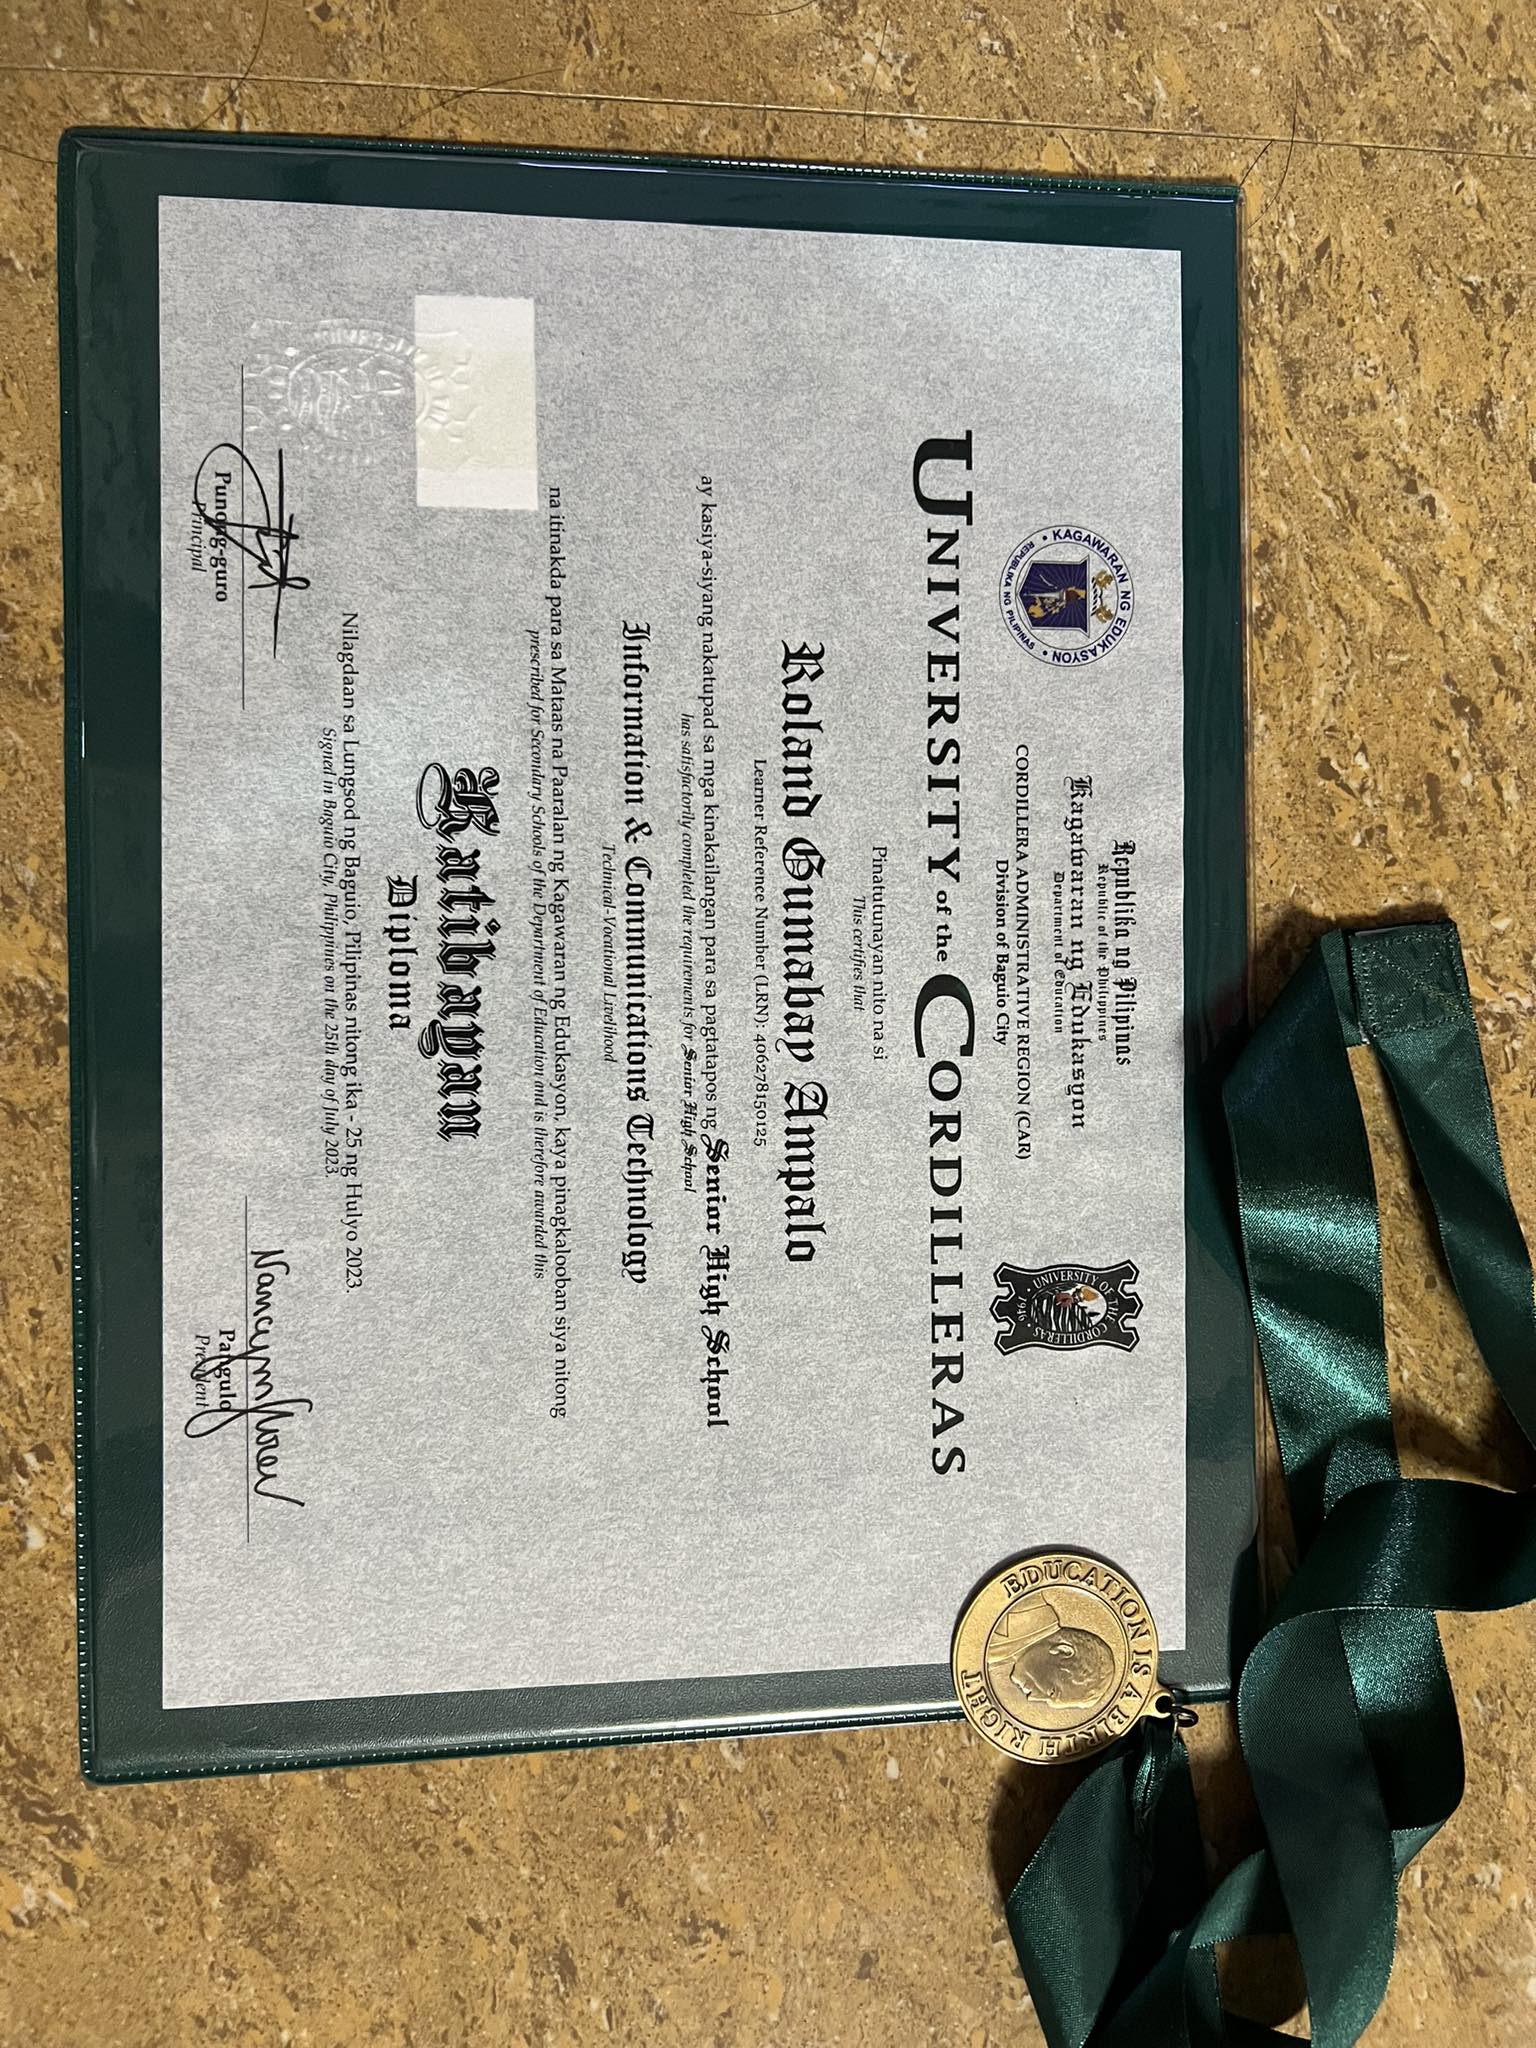 Republika ng Pilipinas
Republic of the Philippines
Kagawaran ng Edukasyon
Department of Education
CORDILLERA ADMINISTRATIVE REGION (CAR)
Division of Baguio City
KAGAWARAN NG EDUKASYON
REPUBLIKA NG PILIPINAS
UNIVERSITY OF THE CORDILLERAS
1946
UNIVERSITY of the CORDILLERAS
Pinatutunayan nito na si
This certifies that
Roland Gumabay Ampalo
Learner Reference Number (LRN): 406278150125
ay kasiya-siyang nakatupad sa mga kinakailangan para sa pagtatapos ng Senior High School
has satisfactorily completed the requirements for Senior High School
Information & Communications Technology
Technical-Vocational Livelihood
na itinakda para sa Mataas na Paaralan ng Kagawaran ng Edukasyon, kaya pinagkalooban siya nitong
prescribed for Secondary Schools of the Department of Education and is therefore awarded this
Katibayan
Diploma
Nilagdaan sa Lungsod ng Baguio, Pilipinas nitong ika - 25 ng Hulyo 2023.
Signed in Baguio City, Philippines on the 25th day of July 2023.
Punong-guro
Principal
Pangulo
President
EDUCATION IS A BIRTH RIGHT